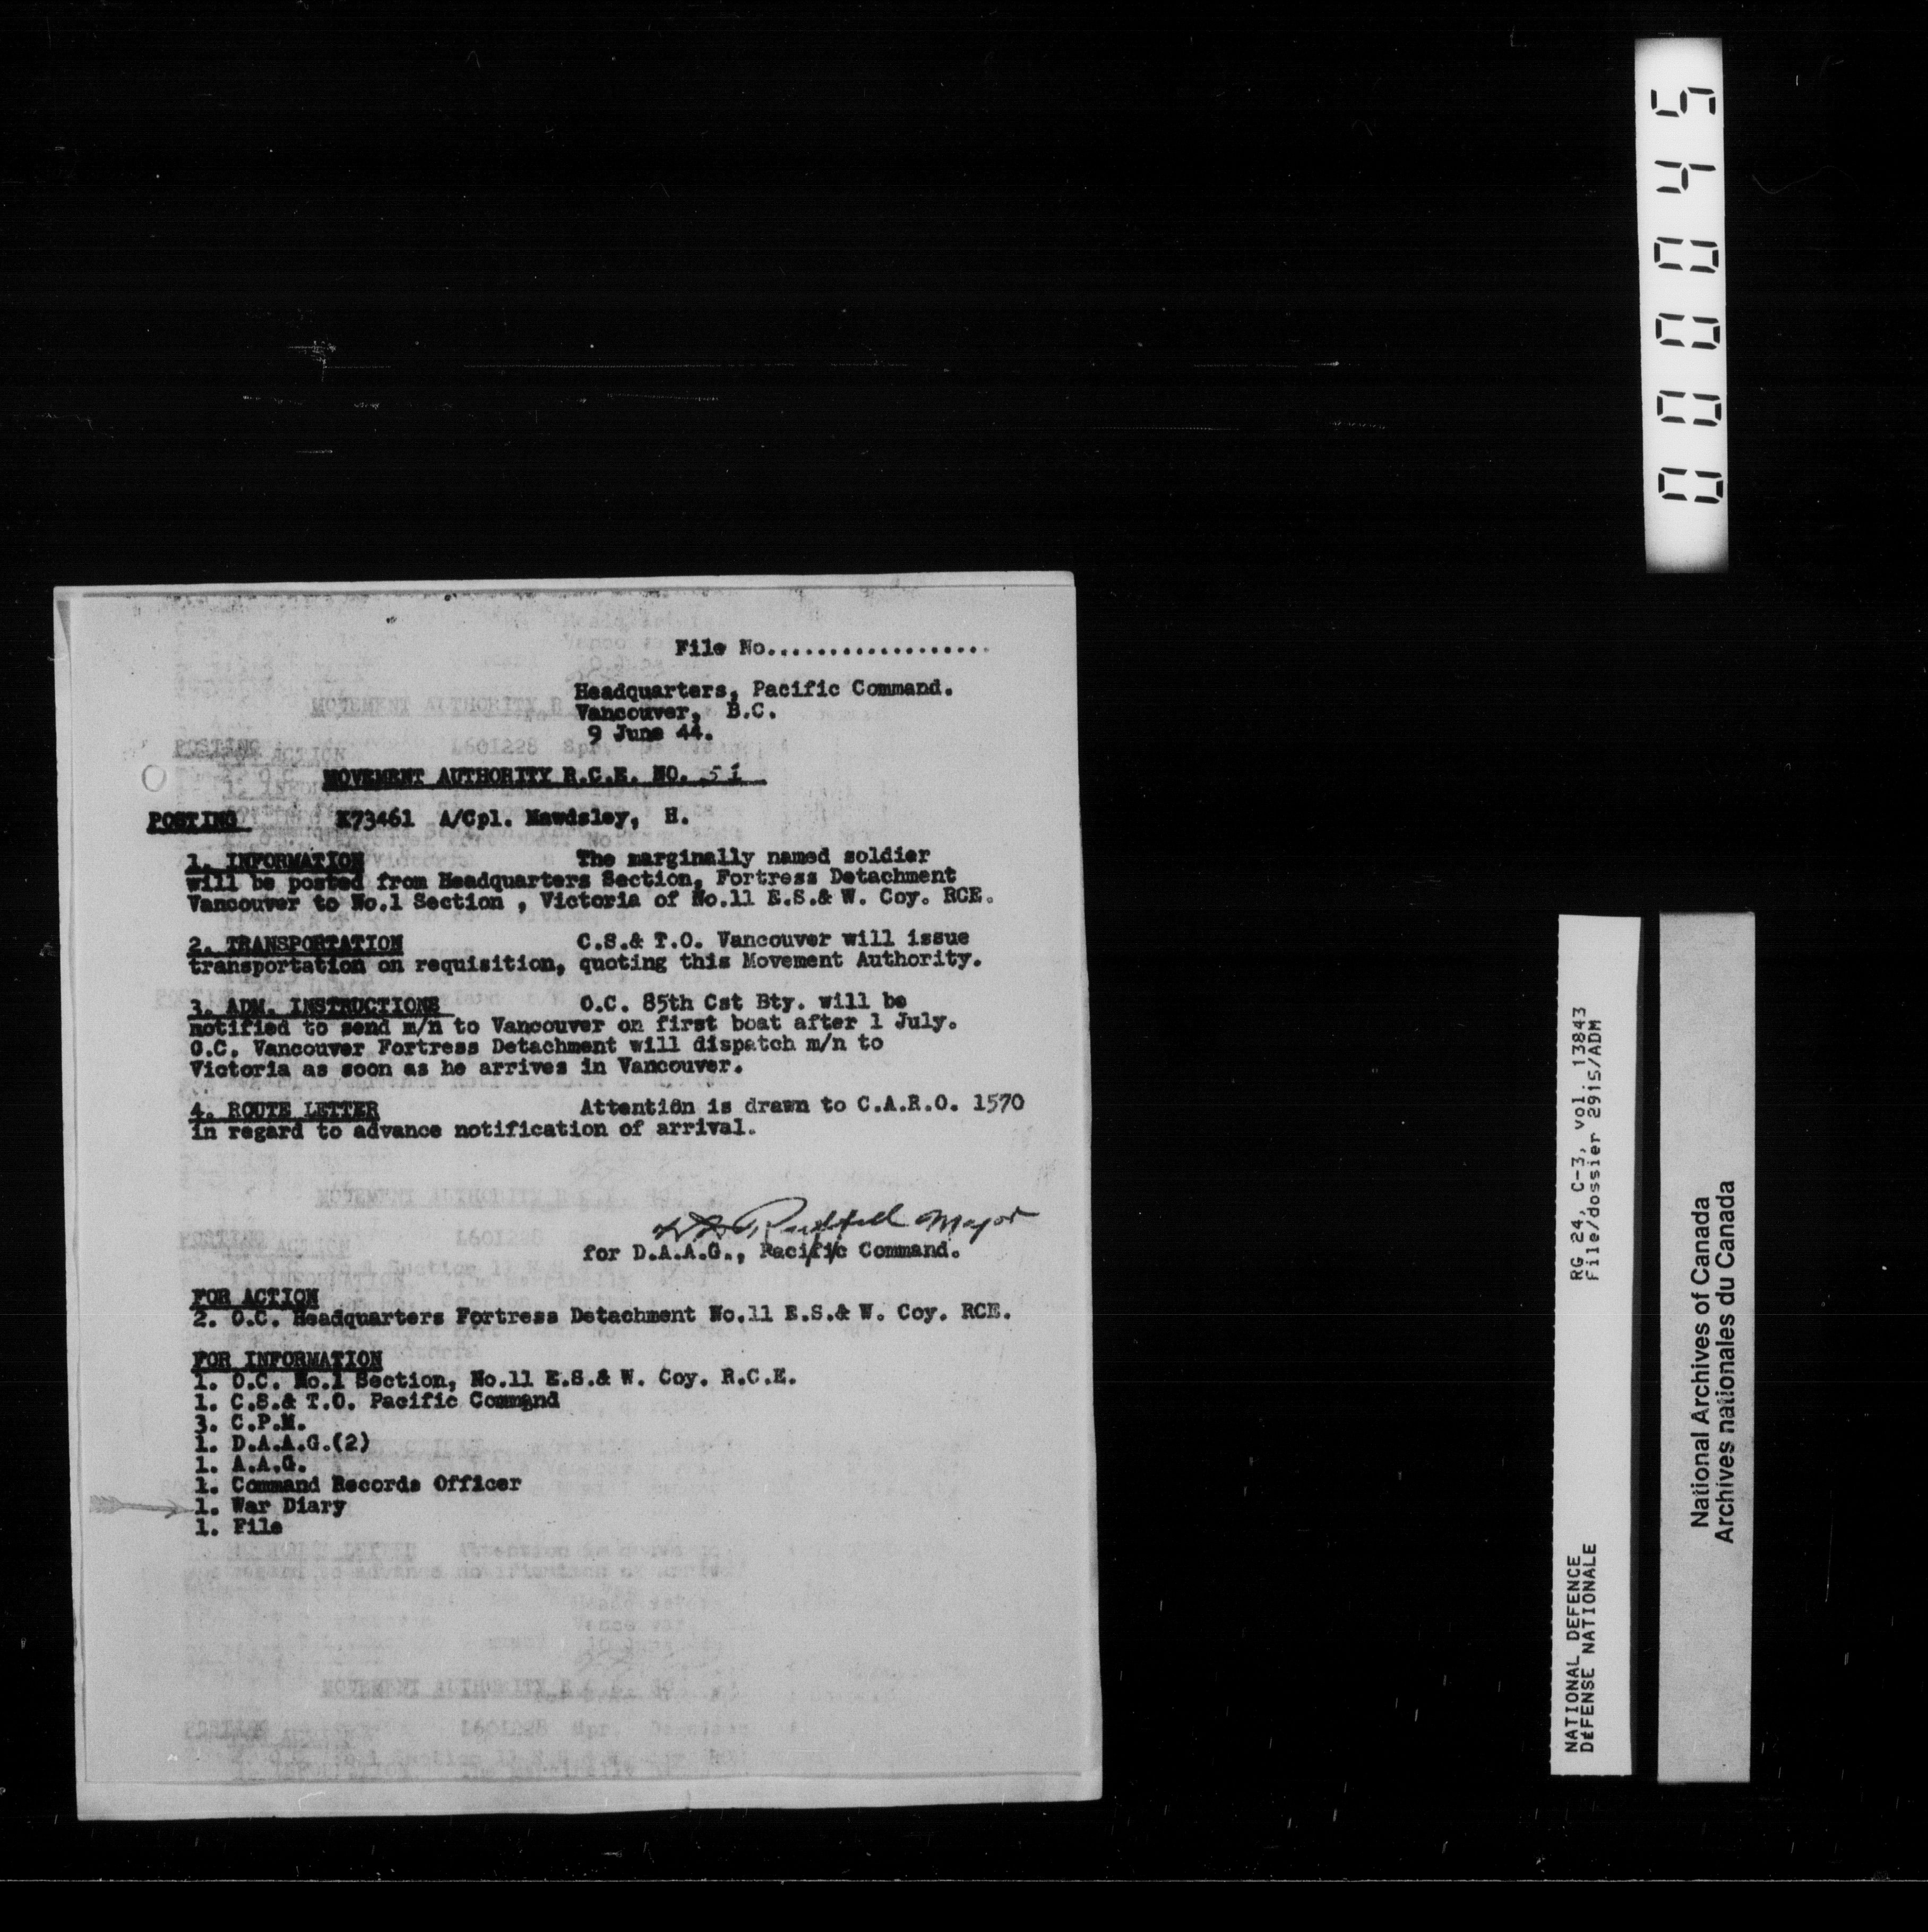 File No...................
Headquarters, Pacific Command.
Vancouver, B.C.
9 June 44.
MOVEMENT AUTHORITY R.C.E. NO. 51
POSTING K73461 A/Cpl. Mawdsley, H.
1. INFORMATION The marginally named soldier
will be posted from Headquarters Section, Fortress Detachment
Vancouver to No.1 Section , Victoria of No.11 E.S.& W. Coy. RCE.
2. TRANSPORTATION C.S.& T.O. Vancouver will issue
transportation on requisition, quoting this Movement Authority.
3. ADM. INSTRUCTIONS O.C. 85th Cst Bty. will be
notified to send m/n to Vancouver on first boat after 1 July.
O.C. Vancouver Fortress Detachment will dispatch m/n to
Victoria as soon as he arrives in Vancouver.
4. ROUTE LETTER Attention is drawn to C.A.R.O. 1570
in regard to advance notification of arrival.
Major
for D.A.A.G., Pacific Command.
FOR ACTION
2. O.C. Headquarters Fortress Detachment No.11 E.S.& W. Coy. RCE.
FOR INFORMATION
1. O.C. No.1 Section, No.11 E.S.& W. Coy. R.C.E.
1. C.S.& T.O. Pacific Command
3. C.P.M.
1. D.A.A.G.(2)
1. A.A.G.
1. Command Records Officer
1. War Diary
1. File
000045
NATIONAL DEFENCE RG 24, C-3, vol. 13843
DéFENSE NATIONALE File/dossier 2915/ADM
National Archives of Canada
Archives nationales du Canada